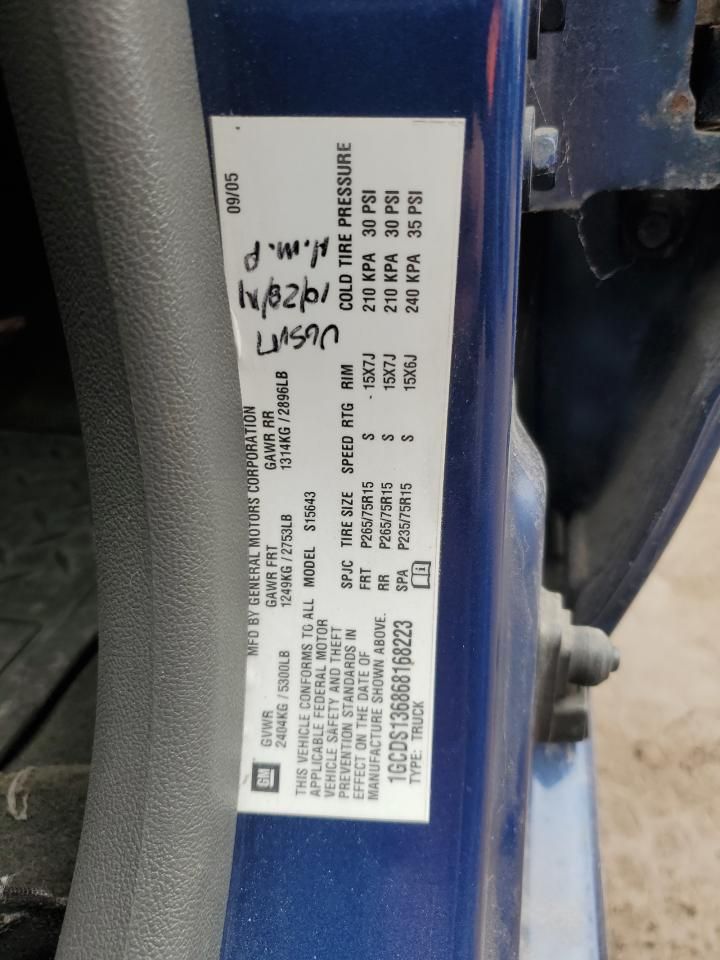 MFD BY GENERAL MOTORS CORPORATION 09/05
GM
GVWR GAWR FRT GAWR RR
2404KG / 5300LB 1249KG / 2753LB 1314KG / 2896LB
THIS VEHICLE CONFORMS TO ALL
APPLICABLE FEDERAL MOTOR
VEHICLE SAFETY AND THEFT
PREVENTION STANDARDS IN
EFFECT ON THE DATE OF
MANUFACTURE SHOWN ABOVE.
1GCDS136868168223
TYPE: TRUCK
MODEL S15643
SPJC TIRE SIZE SPEED RTG RIM COLD TIRE PRESSURE
FRT P265/75R15 S 15X7J 210 KPA 30 PSI
RR P265/75R15 S 15X7J 210 KPA 30 PSI
SPA P235/75R15 S 15X6J 240 KPA 35 PSI
N.M.P